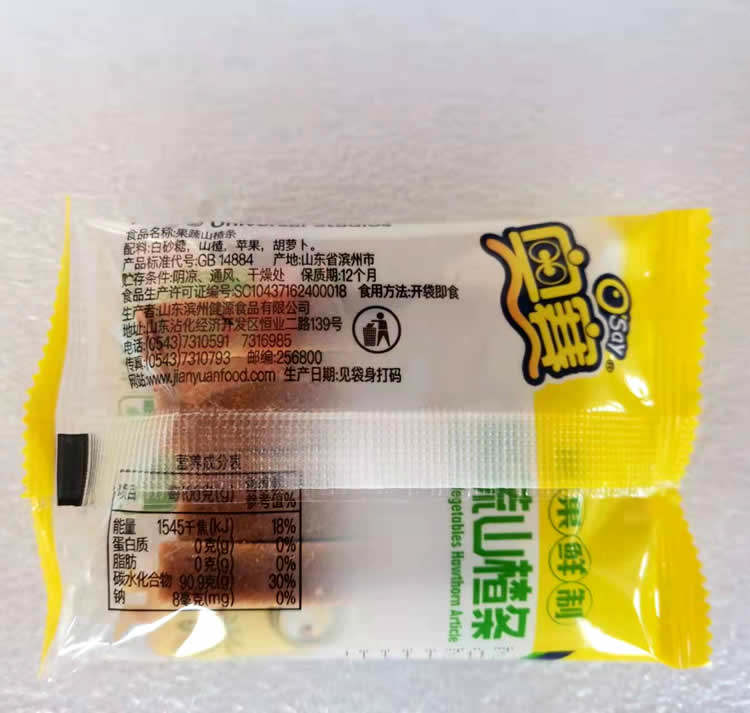 Universal Studios
食品名称:果蔬山楂条
配料:白砂糖，山楂，苹果，胡萝卜。
产品标准代号:GB 14884 产地:山东省滨州市
贮存条件:阴凉、通风、干燥处 保质期:12个月
食品生产许可证编号:SC10437162400018 食用方法:开袋即食
生产者:山东滨州健源食品有限公司
地址:山东沾化经济开发区恒业二路139号
电话:(0543)7310591 7316985
传真:(0543)7310793 邮编:256800
网站:www.jianyuanfood.com 生产日期:见袋身打码
奥赛
O'Say®
营养成分表
项目 每100克(g) 营养素参考值%
能量 1545千焦(kJ) 18%
蛋白质 0克(g) 0%
脂肪 0克(g) 0%
碳水化合物 90.9克(g) 30%
钠 8毫克(mg) 0%
蔬山楂条
Vegetables Hawthorn Article
果鲜制